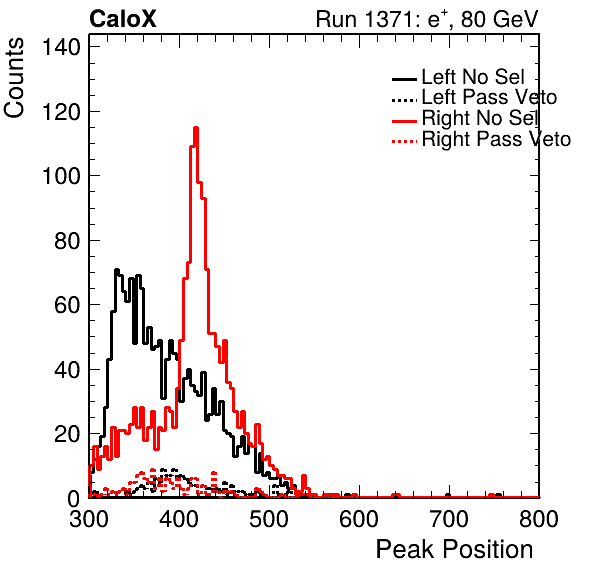 CaloX Run 1371: e+, 80 GeV
Counts
140
120
100
80
60
40
20
0
Left No Sel
Left Pass Veto
Right No Sel
Right Pass Veto
300 400 500 600 700 800
Peak Position